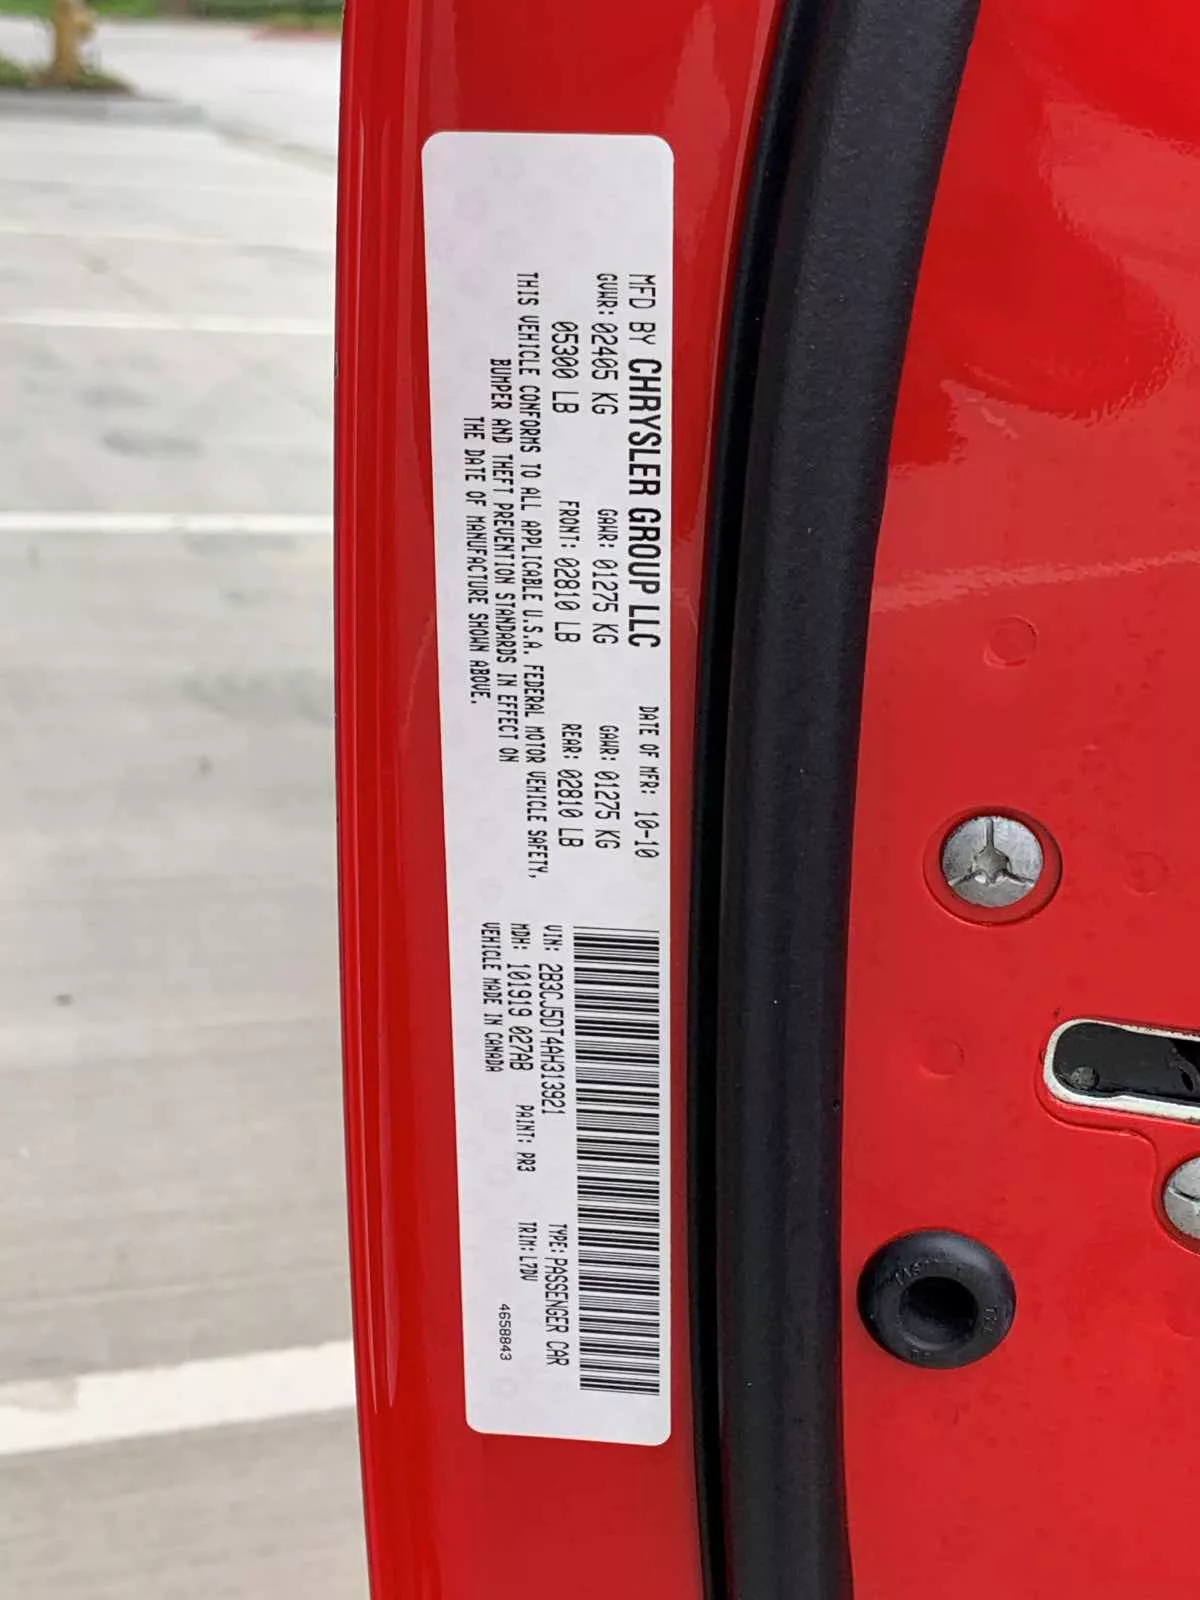 MFD BY CHRYSLER GROUP LLC DATE OF MFR: 10-10
GVWR: 02405 KG GAWR: 01275 KG GAWR: 01275 KG
05300 LB FRONT: 02810 LB REAR: 02810 LB
THIS VEHICLE CONFORMS TO ALL APPLICABLE U.S.A. FEDERAL MOTOR VEHICLE SAFETY,
BUMPER AND THEFT PREVENTION STANDARDS IN EFFECT ON
THE DATE OF MANUFACTURE SHOWN ABOVE.
VIN: 2B3CJ5DT4AH313921 TYPE: PASSENGER CAR
MDH: 101919 027AB PAINT: PR3 TRIM: L7DV
VEHICLE MADE IN CANADA 4658843